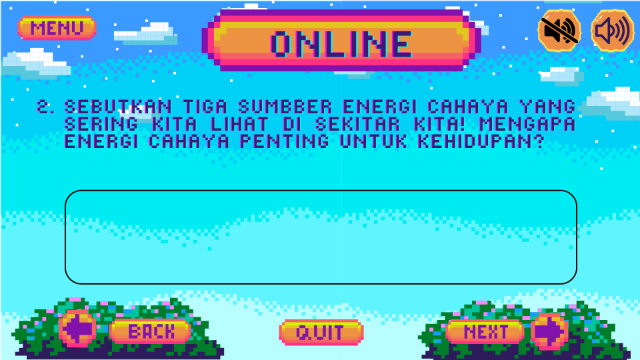 MENU
ONLINE
2. SEBUTKAN TIGA SUMBBER ENERGI CAHAYA YANG
SERING KITA LIHAT DI SEKITAR KITA! MENGAPA
ENERGI CAHAYA PENTING UNTUK KEHIDUPAN?
BACK
QUIT
NEXT